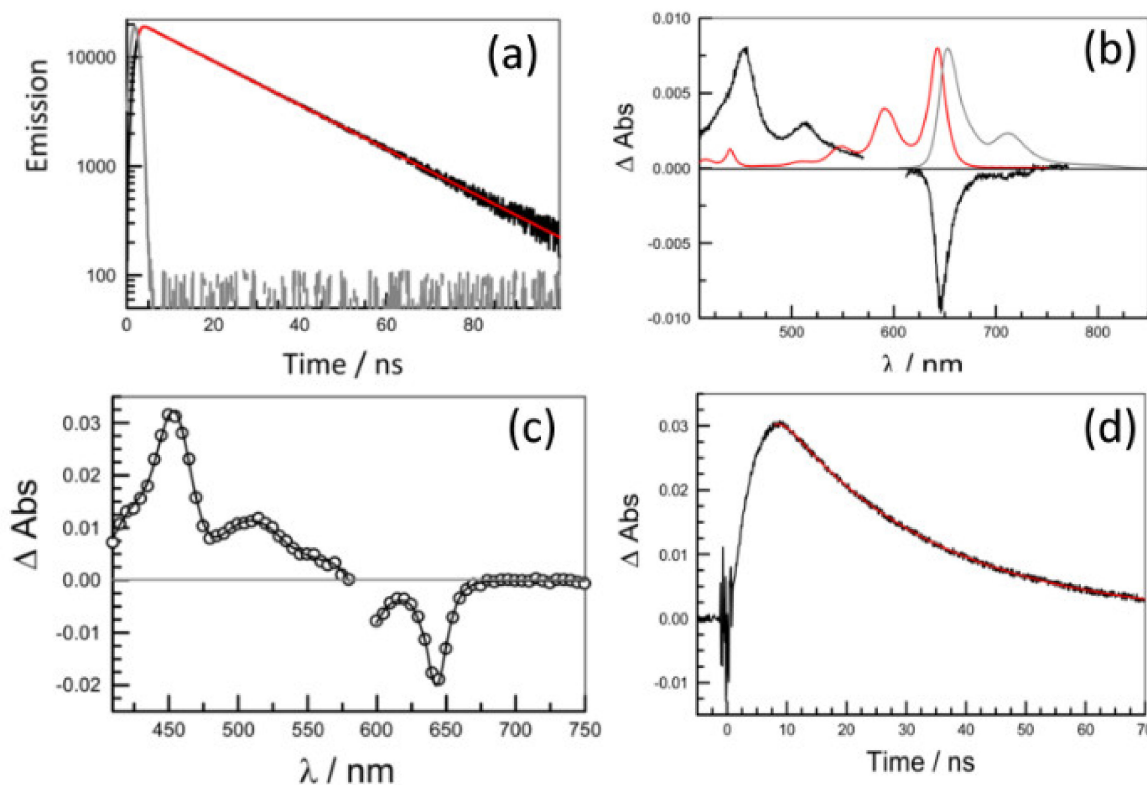 (a)
Emission
10000
1000
100
0 20 40 60 80
Time / ns
(b)
Δ Abs
0.010
0.005
0.000
-0.005
-0.010
500 600 700 800
λ / nm
(c)
Δ Abs
0.03
0.02
0.01
0.00
-0.01
-0.02
450 500 550 600 650 700 750
λ / nm
(d)
Δ Abs
0.03
0.02
0.01
0.00
-0.01
0 10 20 30 40 50 60 70
Time / ns